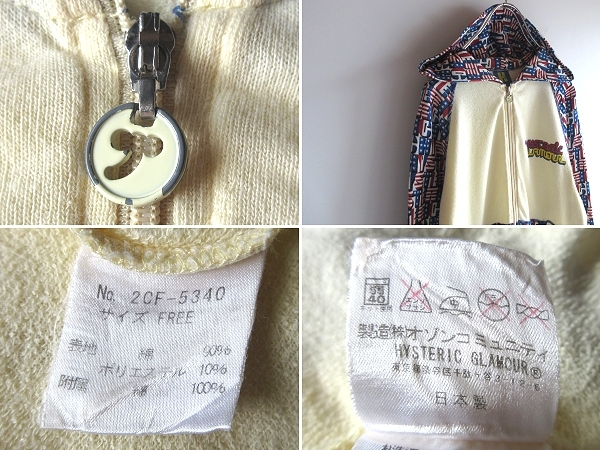 GLAMOUR
No. 2CF-5340
サイズ FREE
表地 綿 90%
ポリエステル 10%
附属 綿 100%
40
製造㈱オゾンコミュニティ
HYSTERIC GLAMOUR®
日本製